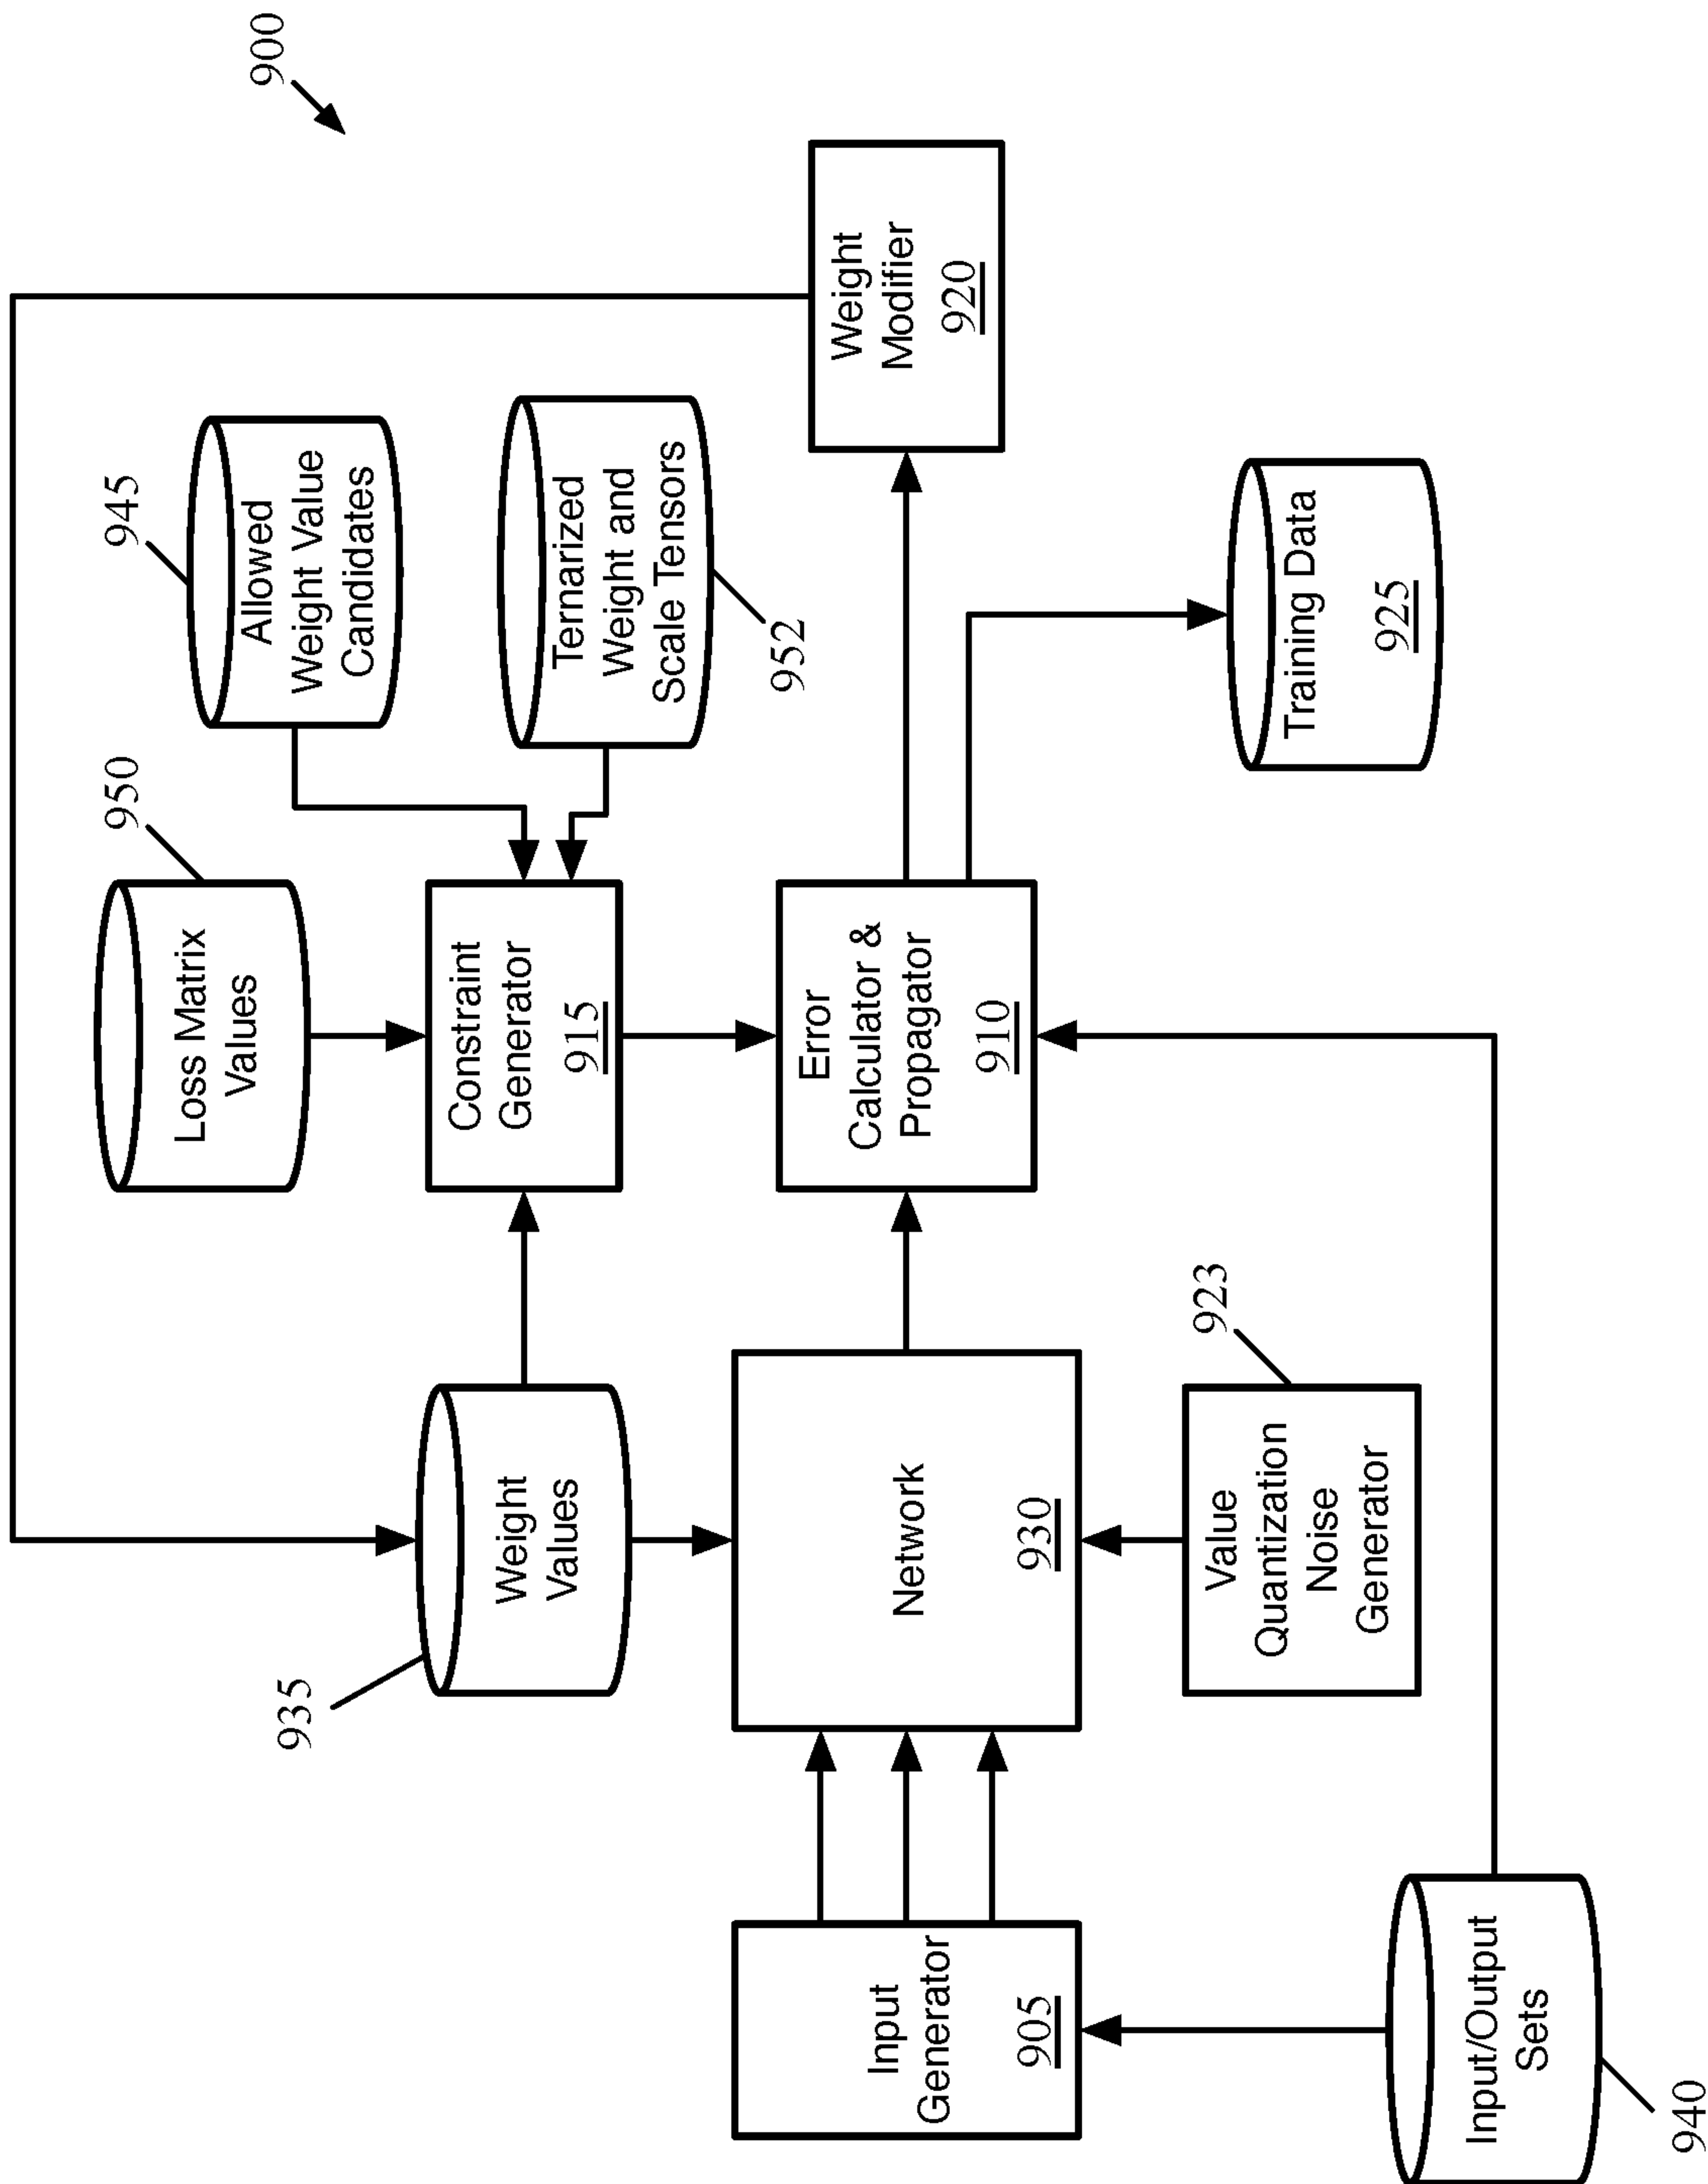 900
945
950
Allowed
Weight Value
Candidates
Loss Matrix
Values
935
Ternarized
Weight and
Scale Tensors
952
Weight
Values
Constraint
Generator
915
Input
Generator
905
Network
930
Error
Calculator &
Propagator
910
Weight
Modifier
920
923
Value
Quantization
Noise
Generator
Training Data
925
Input/Output
Sets
940